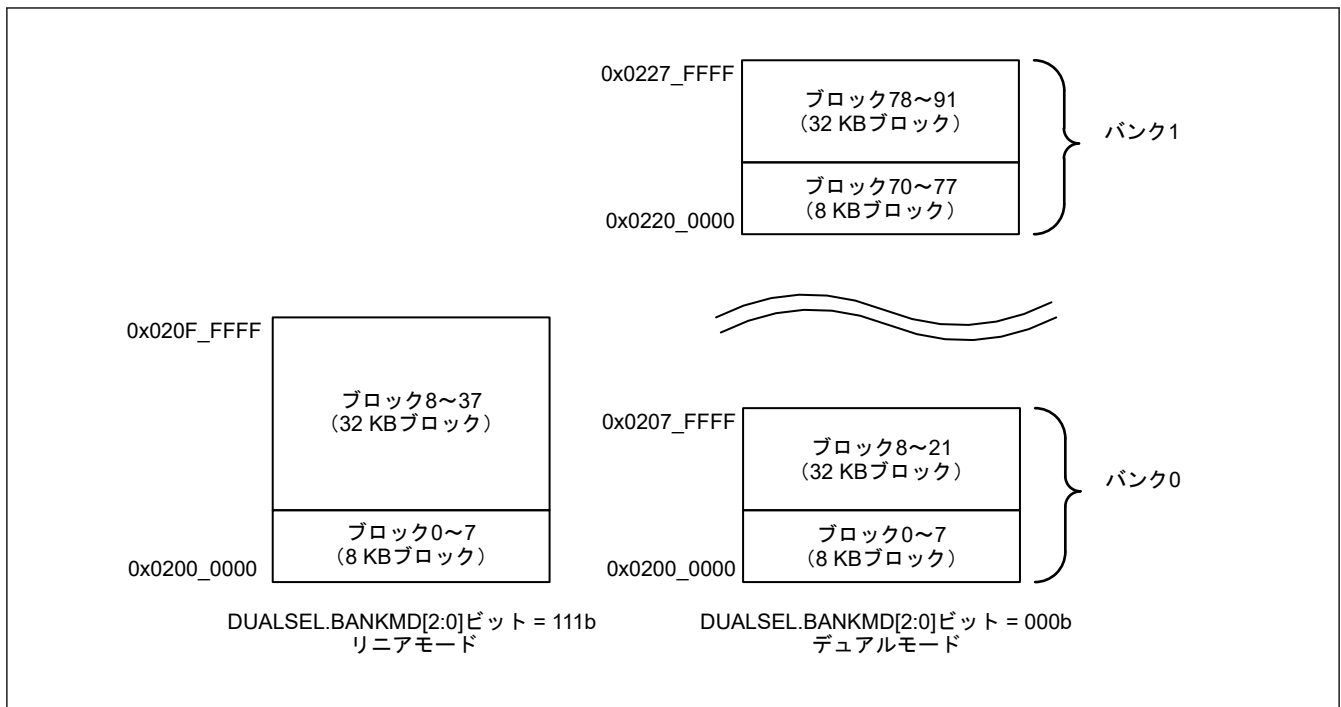 0x0227_FFFF
ブロック78～91
（32 KBブロック）
バンク1
ブロック70～77
（8 KBブロック）
0x0220_0000
0x020F_FFFF
ブロック8～37
（32 KBブロック）
ブロック0～7
（8 KBブロック）
0x0200_0000
0x0207_FFFF
ブロック8～21
（32 KBブロック）
バンク0
ブロック0～7
（8 KBブロック）
0x0200_0000
DUALSEL.BANKMD[2:0]ビット = 111b
リニアモード
DUALSEL.BANKMD[2:0]ビット = 000b
デュアルモード